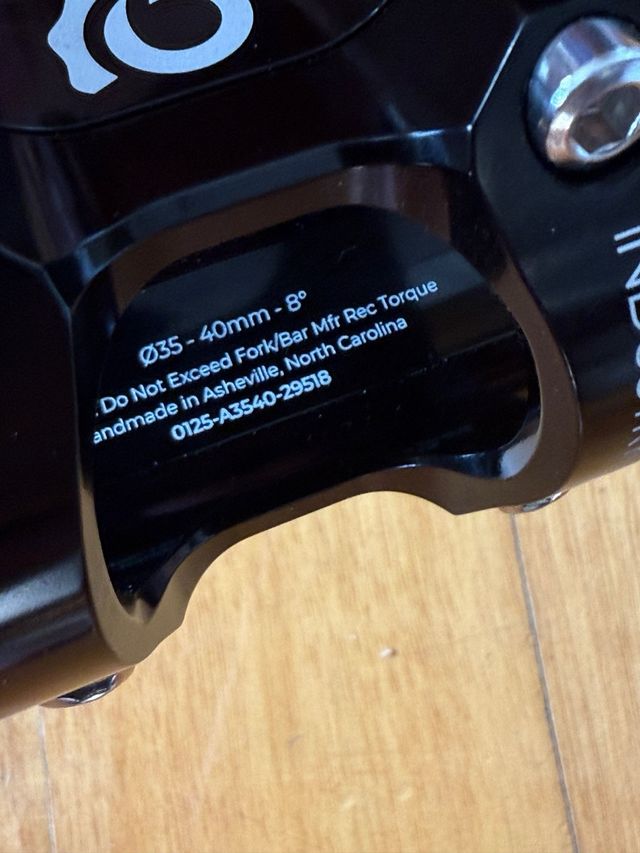 Ø35 - 40mm - 8°
Do Not Exceed Fork/Bar Mfr Rec Torque
andmade in Asheville, North Carolina
0125-A3540-29518